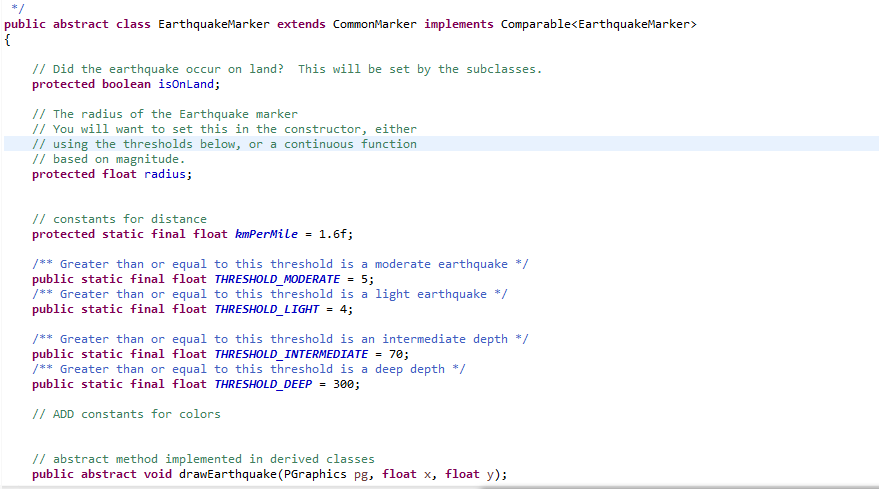 */
public abstract class EarthquakeMarker extends CommonMarker implements Comparable<EarthquakeMarker>
{
// Did the earthquake occur on land?  This will be set by the subclasses.
protected boolean isOnLand;
// The radius of the Earthquake marker
// You will want to set this in the constructor, either
// using the thresholds below, or a continuous function
// based on magnitude.
protected float radius;
// constants for distance
protected static final float kmPerMile = 1.6f;
/** Greater than or equal to this threshold is a moderate earthquake */
public static final float THRESHOLD_MODERATE = 5;
/** Greater than or equal to this threshold is a light earthquake */
public static final float THRESHOLD_LIGHT = 4;
/** Greater than or equal to this threshold is an intermediate depth */
public static final float THRESHOLD_INTERMEDIATE = 70;
/** Greater than or equal to this threshold is a deep depth */
public static final float THRESHOLD_DEEP = 300;
// ADD constants for colors
// abstract method implemented in derived classes
public abstract void drawEarthquake(PGraphics pg, float x, float y);